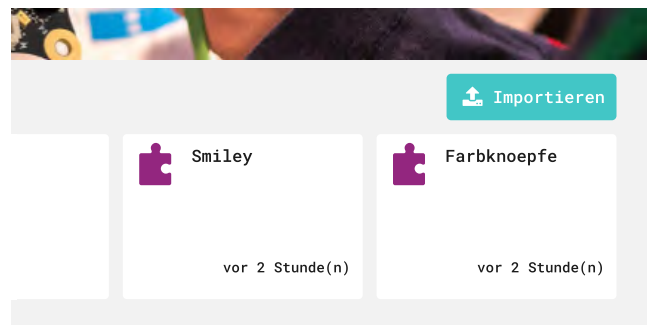 Importieren
Smiley
Farbknoepfe
vor 2 Stunde(n)
vor 2 Stunde(n)